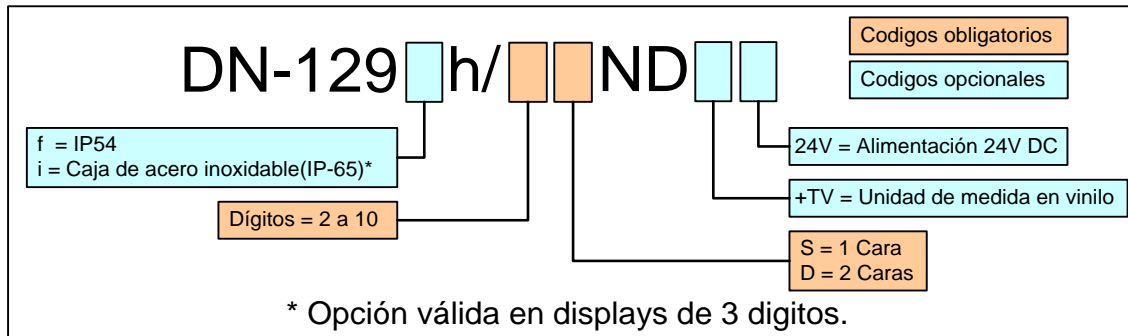 Codigos obligatorios
DN-129 h/ ND
Codigos opcionales
f = IP54
i = Caja de acero inoxidable(IP-65)*
24V = Alimentación 24V DC
+TV = Unidad de medida en vinilo
Dígitos = 2 a 10
S = 1 Cara
D = 2 Caras
* Opción válida en displays de 3 digitos.